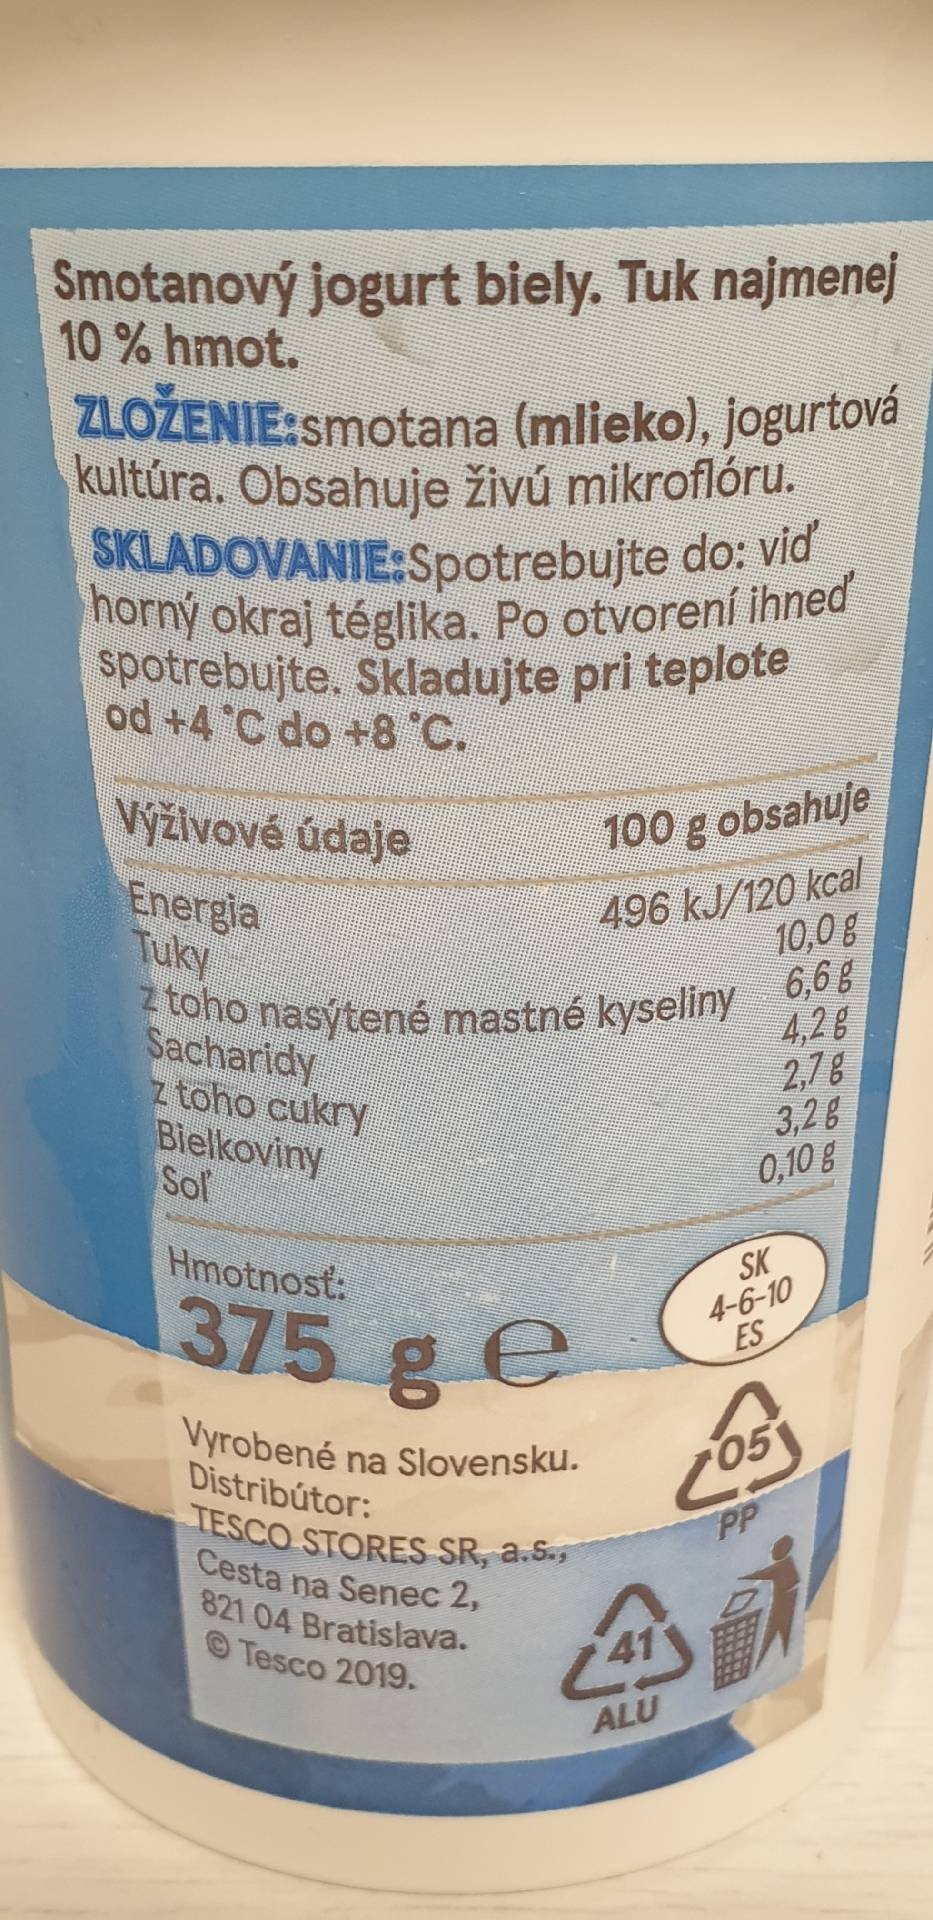 Smotanový jogurt biely. Tuk najmenej
10 % hmot.
ZLOŽENIE:smotana (mlieko), jogurtová
kultúra. Obsahuje živú mikroflóru.
SKLADOVANIE:Spotrebujte do: viď
horný okraj téglika. Po otvorení ihneď
spotrebujte. Skladujte pri teplote
od +4 °C do +8 °C.
Výživové údaje 100 g obsahuje
Energia 496 kJ/120 kcal
Tuky 10,0 g
z toho nasýtené mastné kyseliny 6,6 g
Sacharidy 4,2 g
z toho cukry 2,7 g
Bielkoviny 3,2 g
Soľ 0,10 g
Hmotnosť:
375 g e
SK
4-6-10
ES
Vyrobené na Slovensku.
Distribútor:
TESCO STORES SR, a.s.,
Cesta na Senec 2,
821 04 Bratislava.
© Tesco 2019.
05
PP
41
ALU